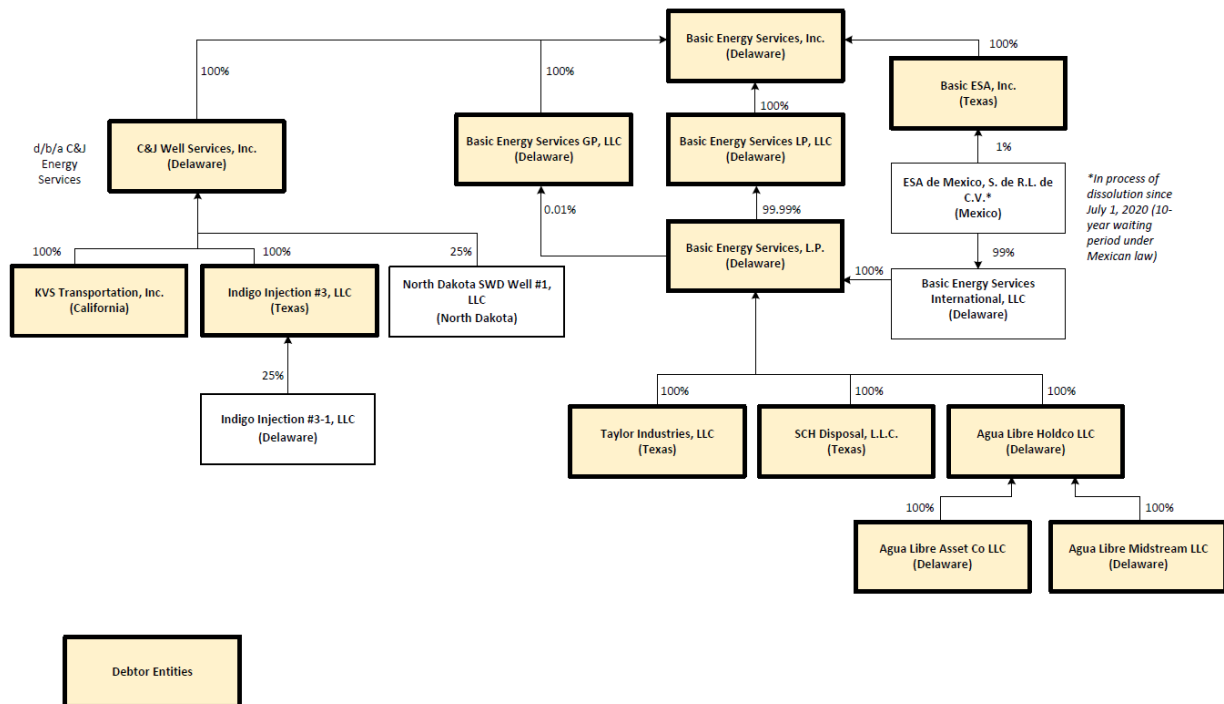 Basic Energy Services, Inc.
(Delaware)
100%
100%
100%
100%
Basic ESA, Inc.
(Texas)
d/b/a C&J
Energy
Services
C&J Well Services, Inc.
(Delaware)
Basic Energy Services GP, LLC
(Delaware)
Basic Energy Services LP, LLC
(Delaware)
1%
ESA de Mexico, S. de R.L. de
C.V.*
(Mexico)
*In process of
dissolution since
July 1, 2020 (10-
year waiting
period under
Mexican law)
0.01%
99.99%
100%
100%
25%
Basic Energy Services, L.P.
(Delaware)
99%
100%
KVS Transportation, Inc.
(California)
Indigo Injection #3, LLC
(Texas)
North Dakota SWD Well #1,
LLC
(North Dakota)
Basic Energy Services
International, LLC
(Delaware)
25%
Indigo Injection #3-1, LLC
(Delaware)
100%
100%
100%
Taylor Industries, LLC
(Texas)
SCH Disposal, L.L.C.
(Texas)
Agua Libre Holdco LLC
(Delaware)
100%
100%
Agua Libre Asset Co LLC
(Delaware)
Agua Libre Midstream LLC
(Delaware)
Debtor Entities